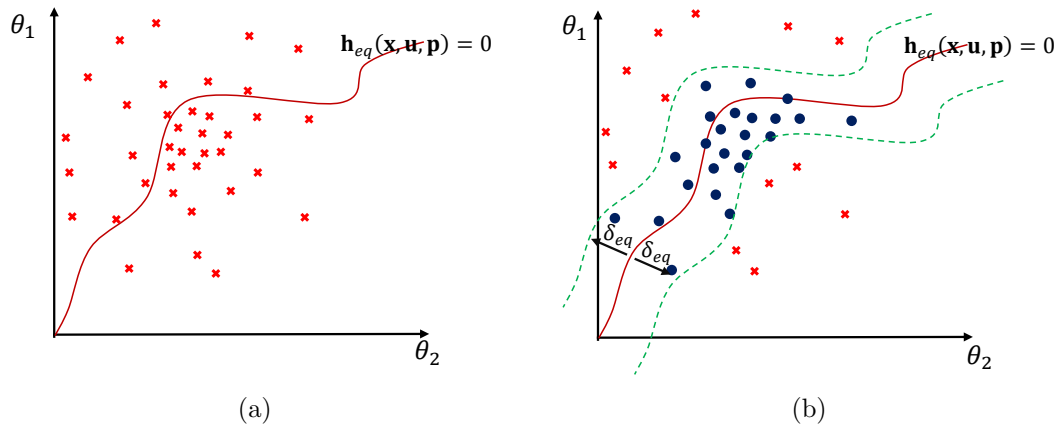 θ₁
h_eq(x, u, p) = 0
θ₂
(a)
θ₁
h_eq(x, u, p) = 0
δ_eq
δ_eq
θ₂
(b)